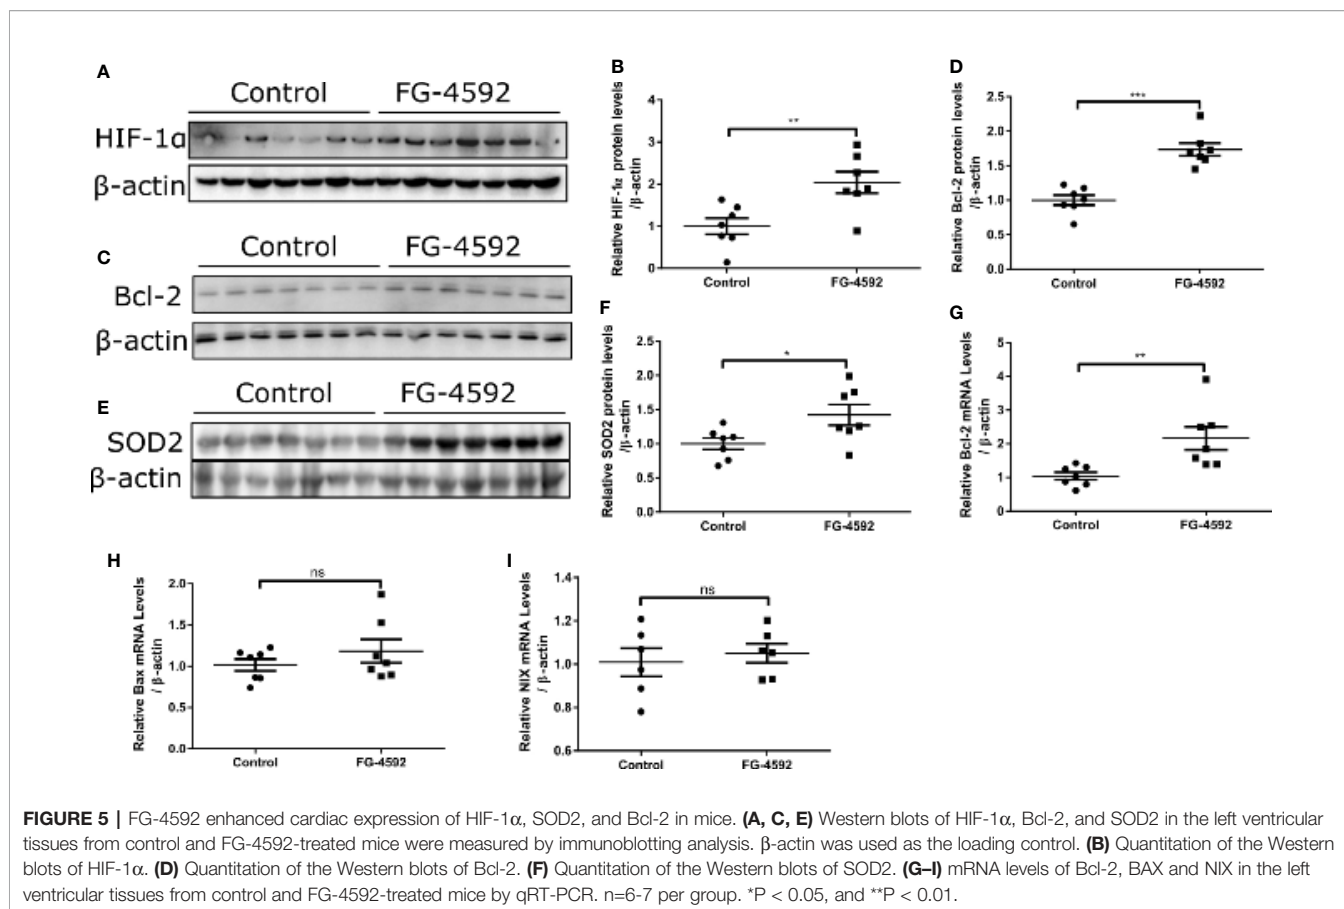 A
Control FG-4592
HIF-1α
β-actin
B
Relative HIF-1α protein levels
/β-actin
4
3
2
1
0
**
Control FG-4592
D
Relative Bcl-2 protein levels
/β-actin
2.5
2.0
1.5
1.0
0.0
***
Control FG-4592
C
Control FG-4592
Bcl-2
β-actin
E
Control FG-4592
SOD2
β-actin
F
Relative SOD2 protein levels
/β-actin
2.5
2.0
1.5
1.0
0.5
0.0
*
Control FG-4592
G
Relative Bcl-2 mRNA Levels
/ β-actin
5
4
2
1
0
**
Control FG-4592
H
Relative Bax mRNA Levels
/ β-actin
2.0
1.5
1.0
0.5
0.0
ns
Control FG-4592
I
Relative NIX mRNA Levels
/ β-actin
1.4
1.2
1.0
0.8
0.6
ns
Control FG-4592
FIGURE 5 | FG-4592 enhanced cardiac expression of HIF-1α, SOD2, and Bcl-2 in mice. (A, C, E) Western blots of HIF-1α, Bcl-2, and SOD2 in the left ventricular
tissues from control and FG-4592-treated mice were measured by immunoblotting analysis. β-actin was used as the loading control. (B) Quantitation of the Western
blots of HIF-1α. (D) Quantitation of the Western blots of Bcl-2. (F) Quantitation of the Western blots of SOD2. (G–I) mRNA levels of Bcl-2, BAX and NIX in the left
ventricular tissues from control and FG-4592-treated mice by qRT-PCR. n=6-7 per group. *P < 0.05, and **P < 0.01.